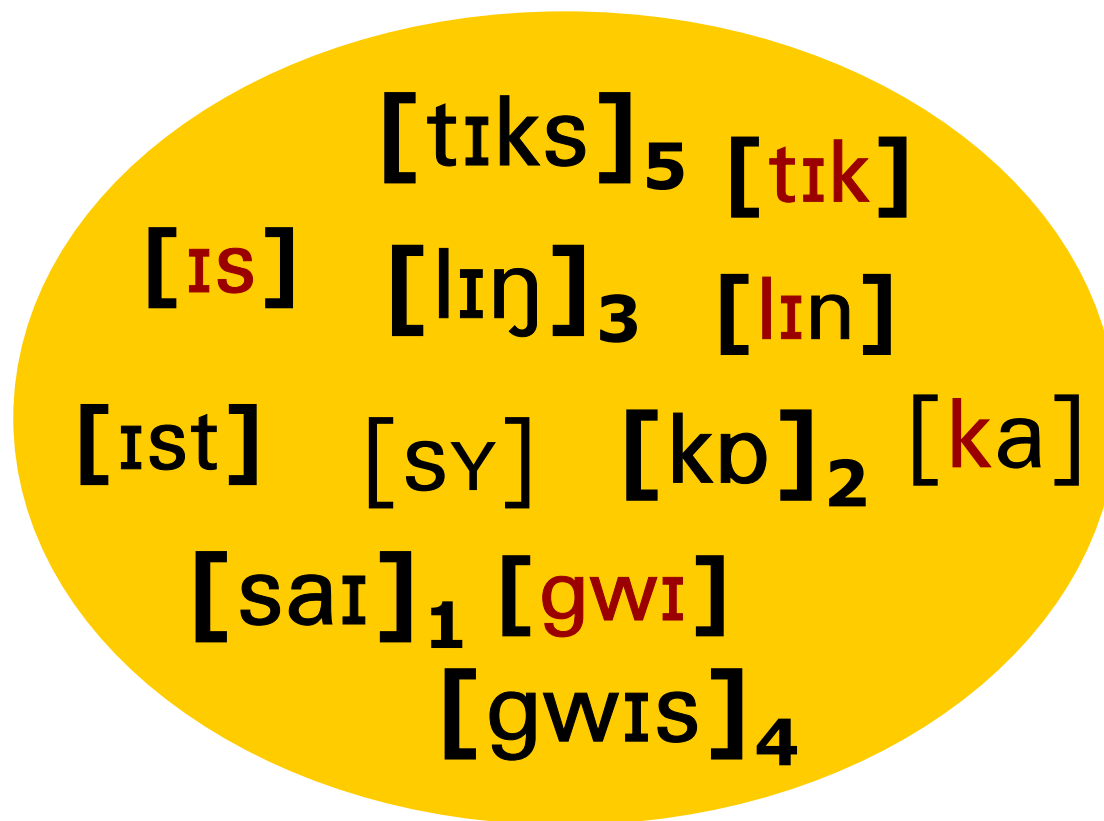 [tɪks]₅ [tɪk]
[ɪs] [lɪŋ]₃ [lɪn]
[ɪst] [sʏ] [kɒ]₂ [ka]
[saɪ]₁ [gwɪ]
[gwɪs]₄